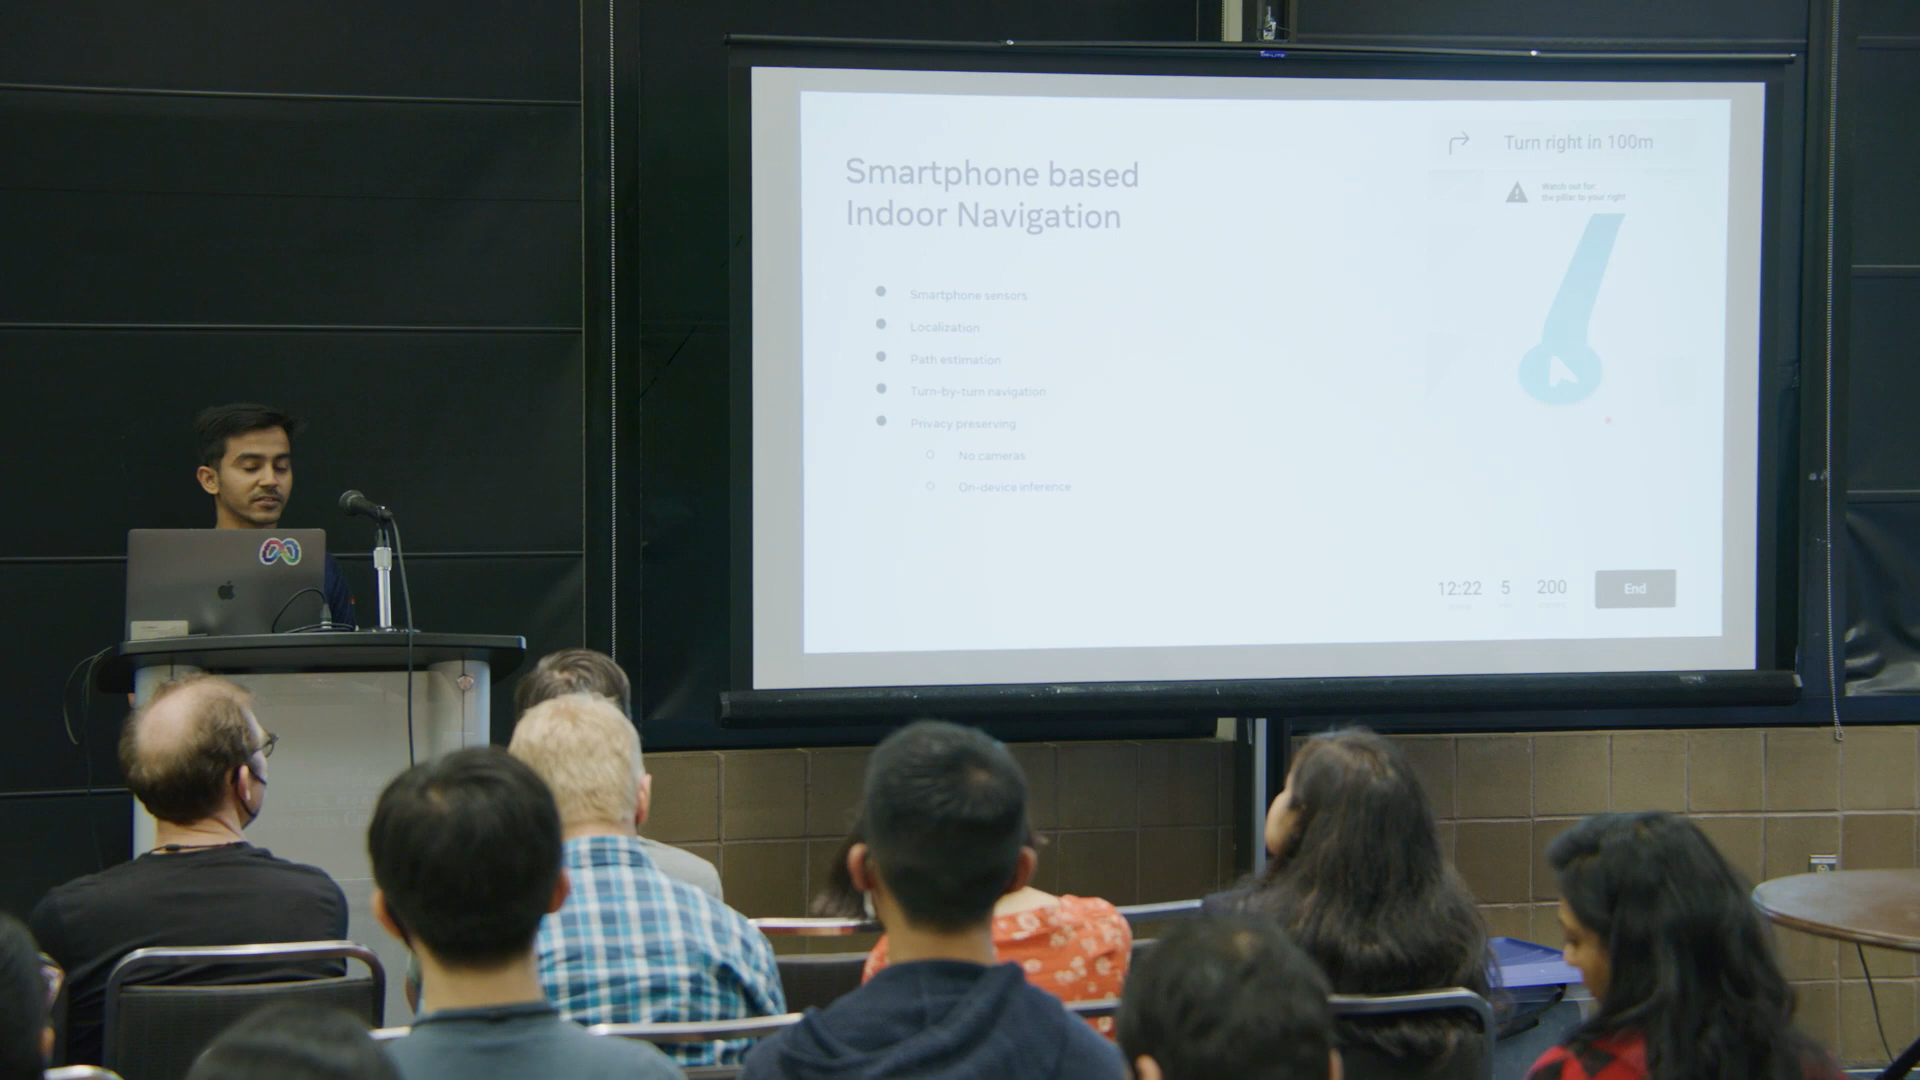 Smartphone based
Indoor Navigation
Smartphone sensors
Localization
Path estimation
Turn-by-turn navigation
Privacy preserving
No cameras
On-device inference
Turn right in 100m
Watch out for:
the pillar to your right
12:22 5 200 End